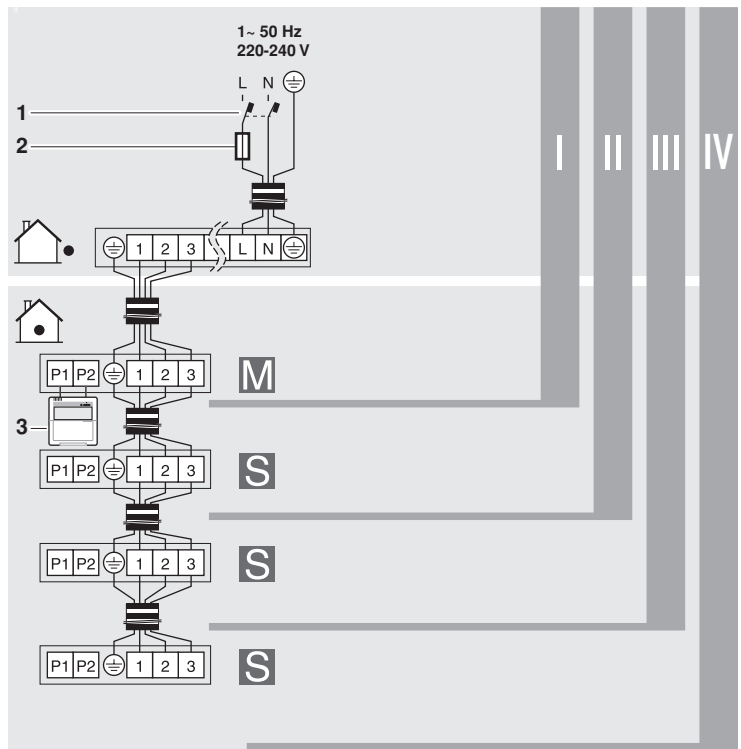 1~ 50 Hz
220-240 V
L N
1
2
I II III IV
1 2 3 L N
P1 P2 1 2 3 M
3
P1 P2 1 2 3 S
P1 P2 1 2 3 S
P1 P2 1 2 3 S